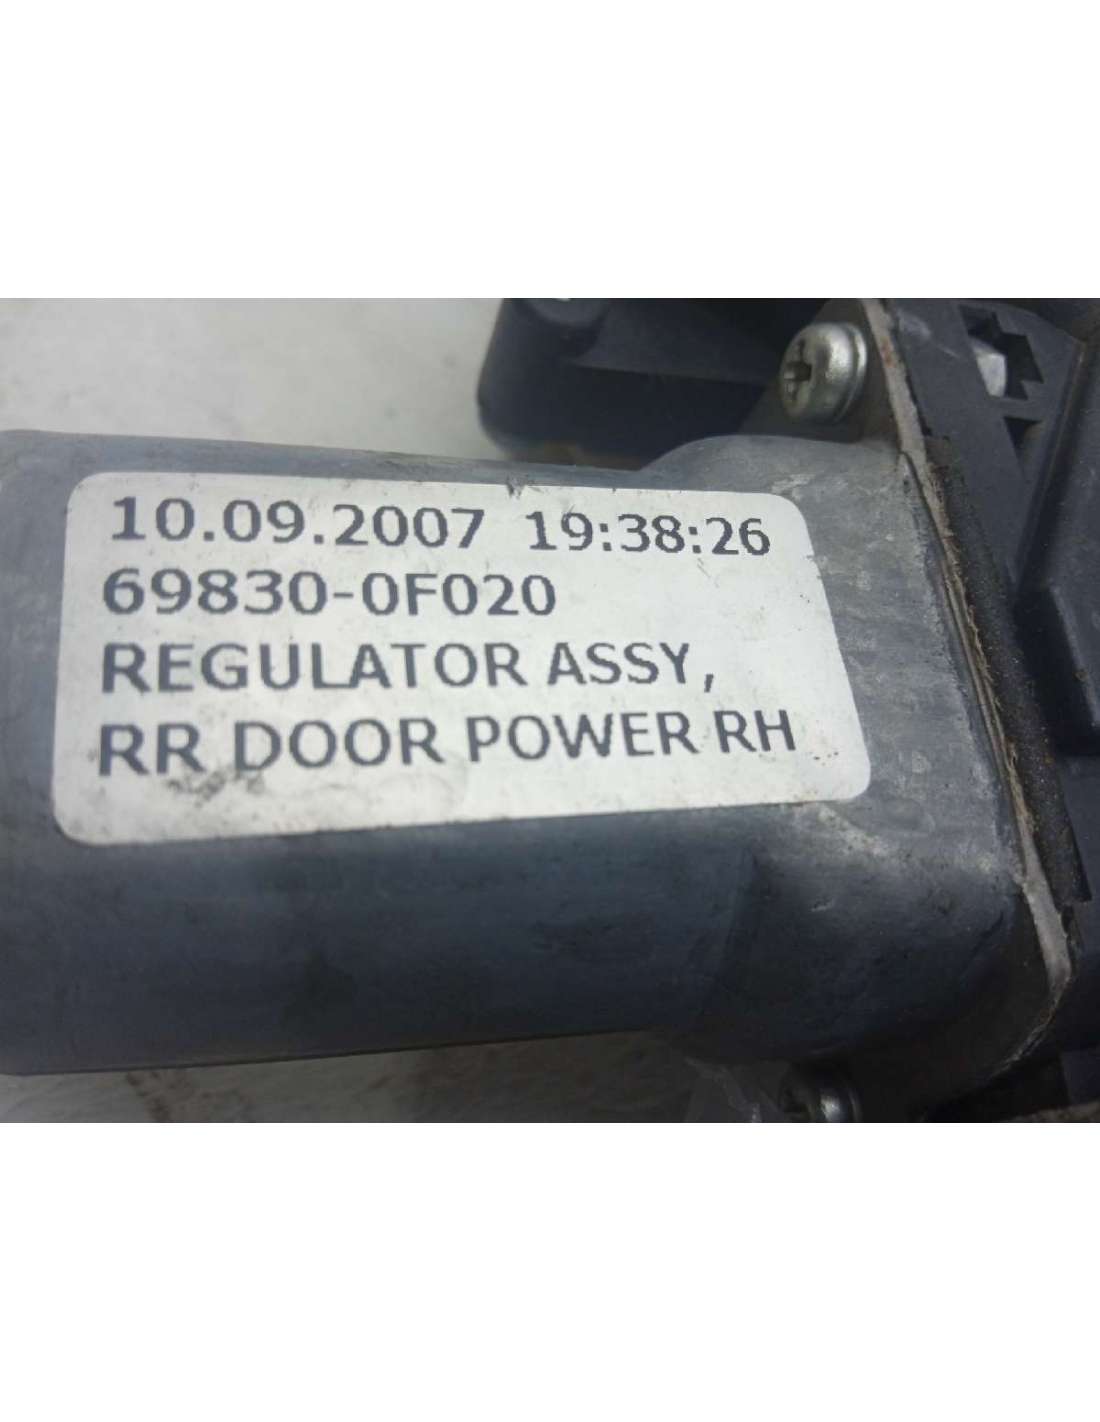 10.09.2007 19:38:26
69830-0F020
REGULATOR ASSY,
RR DOOR POWER RH